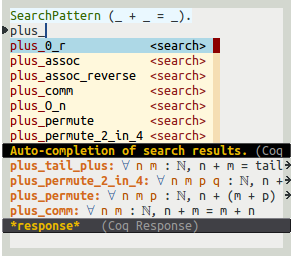 SearchPattern (_ + _ = _).
plus_
plus_0_r <search>
plus_assoc <search>
plus_assoc_reverse <search>
plus_comm <search>
plus_O_n <search>
plus_permute <search>
plus_permute_2_in_4 <search>
Auto-completion of search results. (Coq
plus_tail_plus: ∀ n m : ℕ, n + m = tail
plus_permute_2_in_4: ∀ n m p q : ℕ, n +
plus_permute: ∀ n m p : ℕ, n + (m + p)
plus_comm: ∀ n m : ℕ, n + m = m + n
*response* (Coq Response)